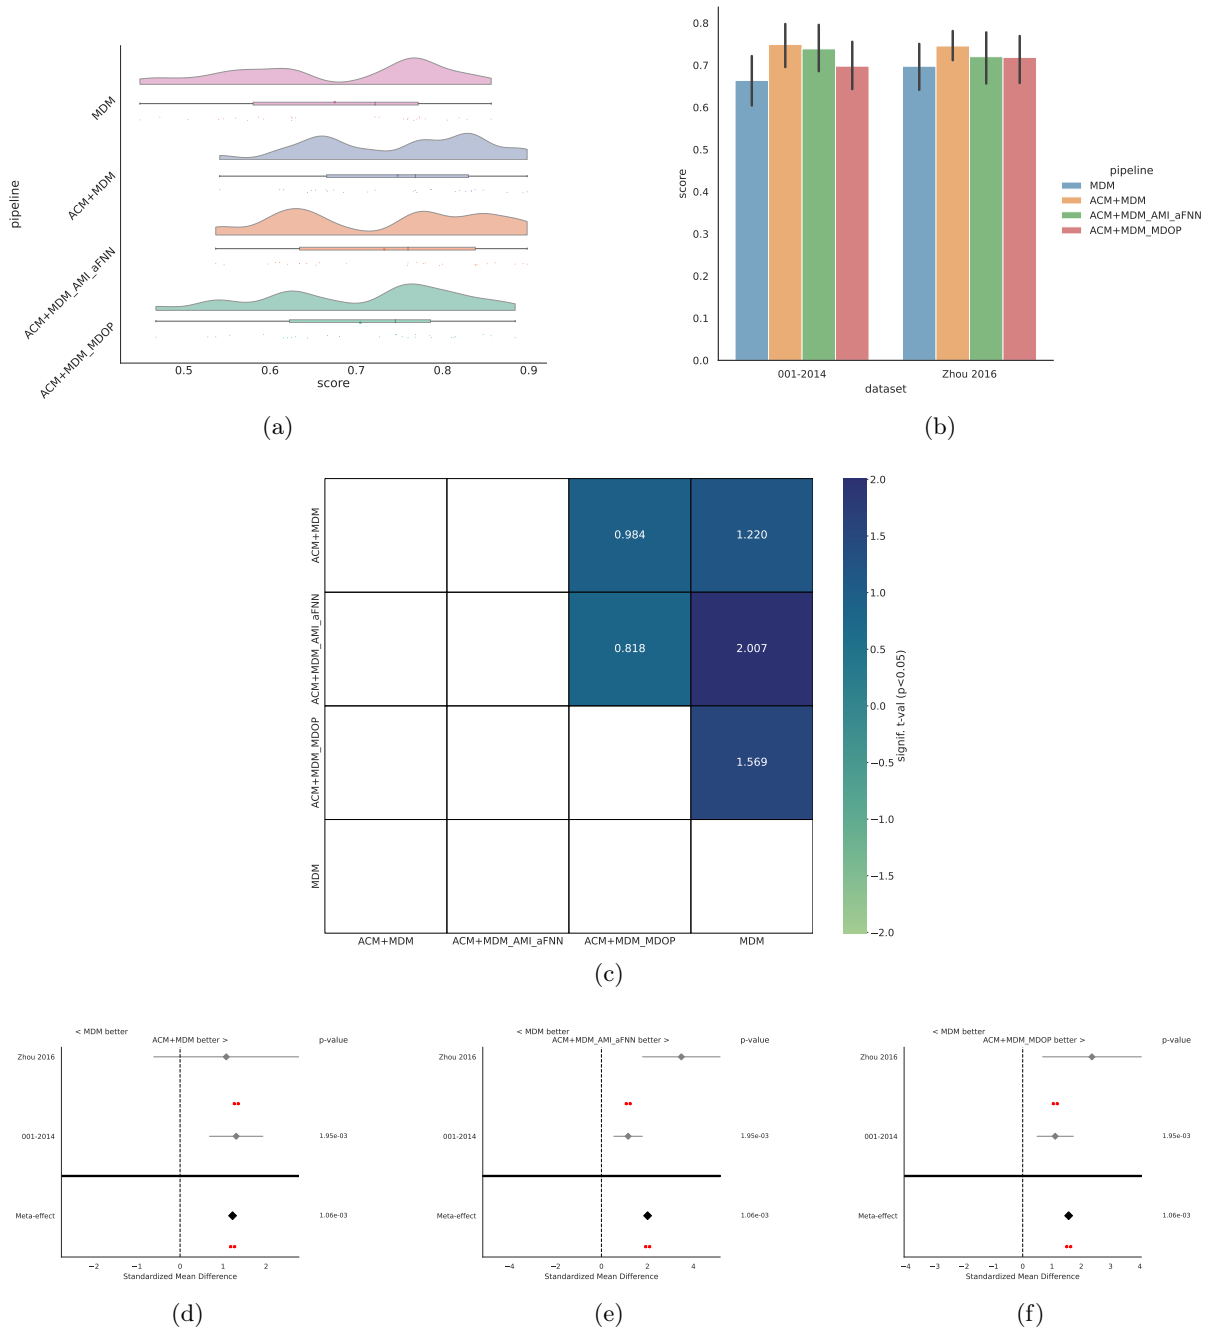 pipeline
MDM
ACM+MDM
ACM+MDM_AMI_aFNN
ACM+MDM_MDOP
0.5 0.6 0.7 0.8 0.9
score
(a)
score
0.8
0.7
0.6
0.5
0.4
0.3
0.2
0.1
0.0
001-2014 Zhou 2016
dataset
pipeline
MDM
ACM+MDM
ACM+MDM_AMI_aFNN
ACM+MDM_MDOP
(b)
ACM+MDM
ACM+MDM_AMI_aFNN
ACM+MDM_MDOP
MDM
0.984 1.220
0.818 2.007
1.569
ACM+MDM ACM+MDM_AMI_aFNN ACM+MDM_MDOP MDM
2.0
1.5
1.0
0.5
0.0
−0.5
−1.0
−1.5
−2.0
signif. t-val (p<0.05)
(c)
< MDM better
ACM+MDM better > p-value
Zhou 2016
001-2014 1.95e-03
Meta-effect 1.06e-03
−2 −1 0 1 2
Standardized Mean Difference
(d)
< MDM better
ACM+MDM_AMI_aFNN better > p-value
Zhou 2016
001-2014 1.95e-03
Meta-effect 1.06e-03
−4 −2 0 2 4
Standardized Mean Difference
(e)
< MDM better
ACM+MDM_MDOP better > p-value
Zhou 2016
001-2014 1.95e-03
Meta-effect 1.06e-03
−4 −3 −2 −1 0 1 2 3 4
Standardized Mean Difference
(f)